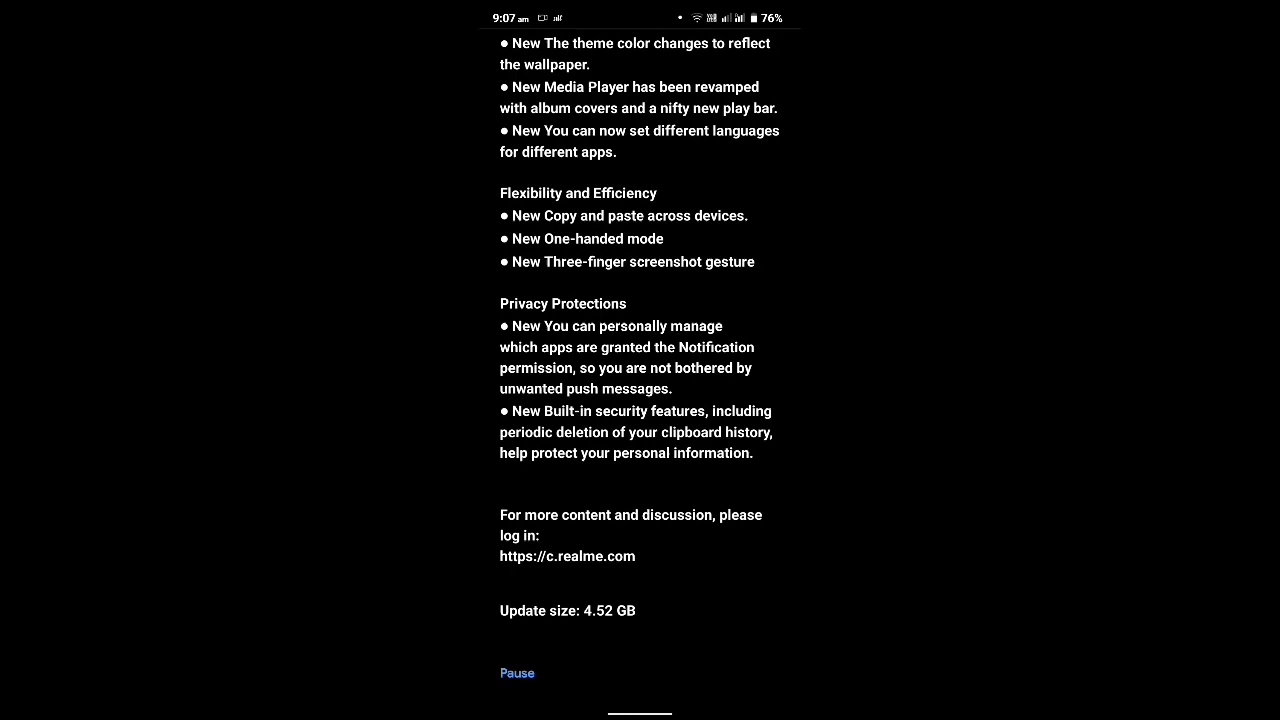 9:07 am 76%
● New The theme color changes to reflect
the wallpaper.
● New Media Player has been revamped
with album covers and a nifty new play bar.
● New You can now set different languages
for different apps.
Flexibility and Efficiency
● New Copy and paste across devices.
● New One-handed mode
● New Three-finger screenshot gesture
Privacy Protections
● New You can personally manage
which apps are granted the Notification
permission, so you are not bothered by
unwanted push messages.
● New Built-in security features, including
periodic deletion of your clipboard history,
help protect your personal information.
For more content and discussion, please
log in:
https://c.realme.com
Update size: 4.52 GB
Pause